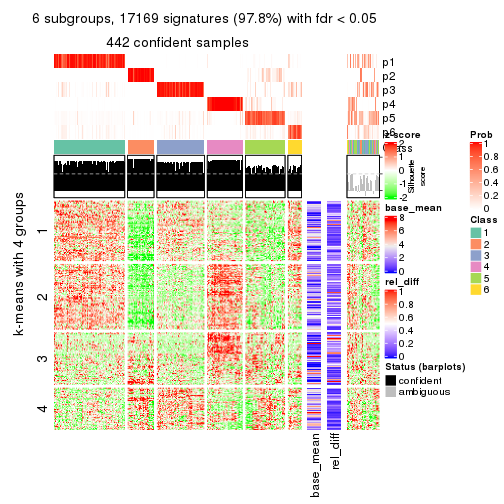 6 subgroups, 17169 signatures (97.8%) with fdr < 0.05
442 confident samples
p1
p2
p3
p4
p5
p6
Class
Silhouette
score
k-means with 4 groups
1
2
3
4
base_mean
rel_diff
z-score
2
1
0
-1
-2
base_mean
8
6
4
2
0
rel_diff
1
0.8
0.6
0.4
0.2
0
Status (barplots)
confident
ambiguous
Prob
1
0.8
0.6
0.4
0.2
0
Class
1
2
3
4
5
6